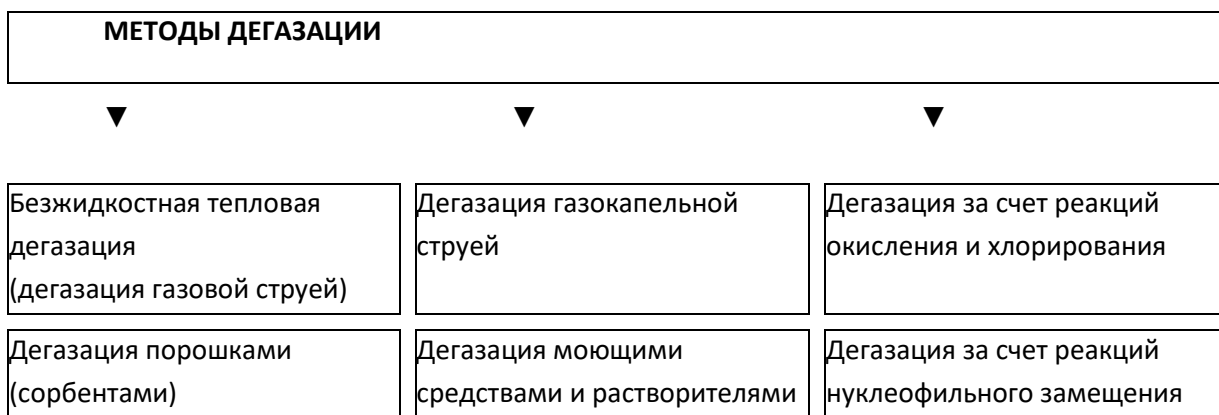 МЕТОДЫ ДЕГАЗАЦИИ
▼ ▼ ▼
Безжидкостная тепловая
дегазация
(дегазация газовой струей)
Дегазация газокапельной
струей
Дегазация за счет реакций
окисления и хлорирования
Дегазация порошками
(сорбентами)
Дегазация моющими
средствами и растворителями
Дегазация за счет реакций
нуклеофильного замещения